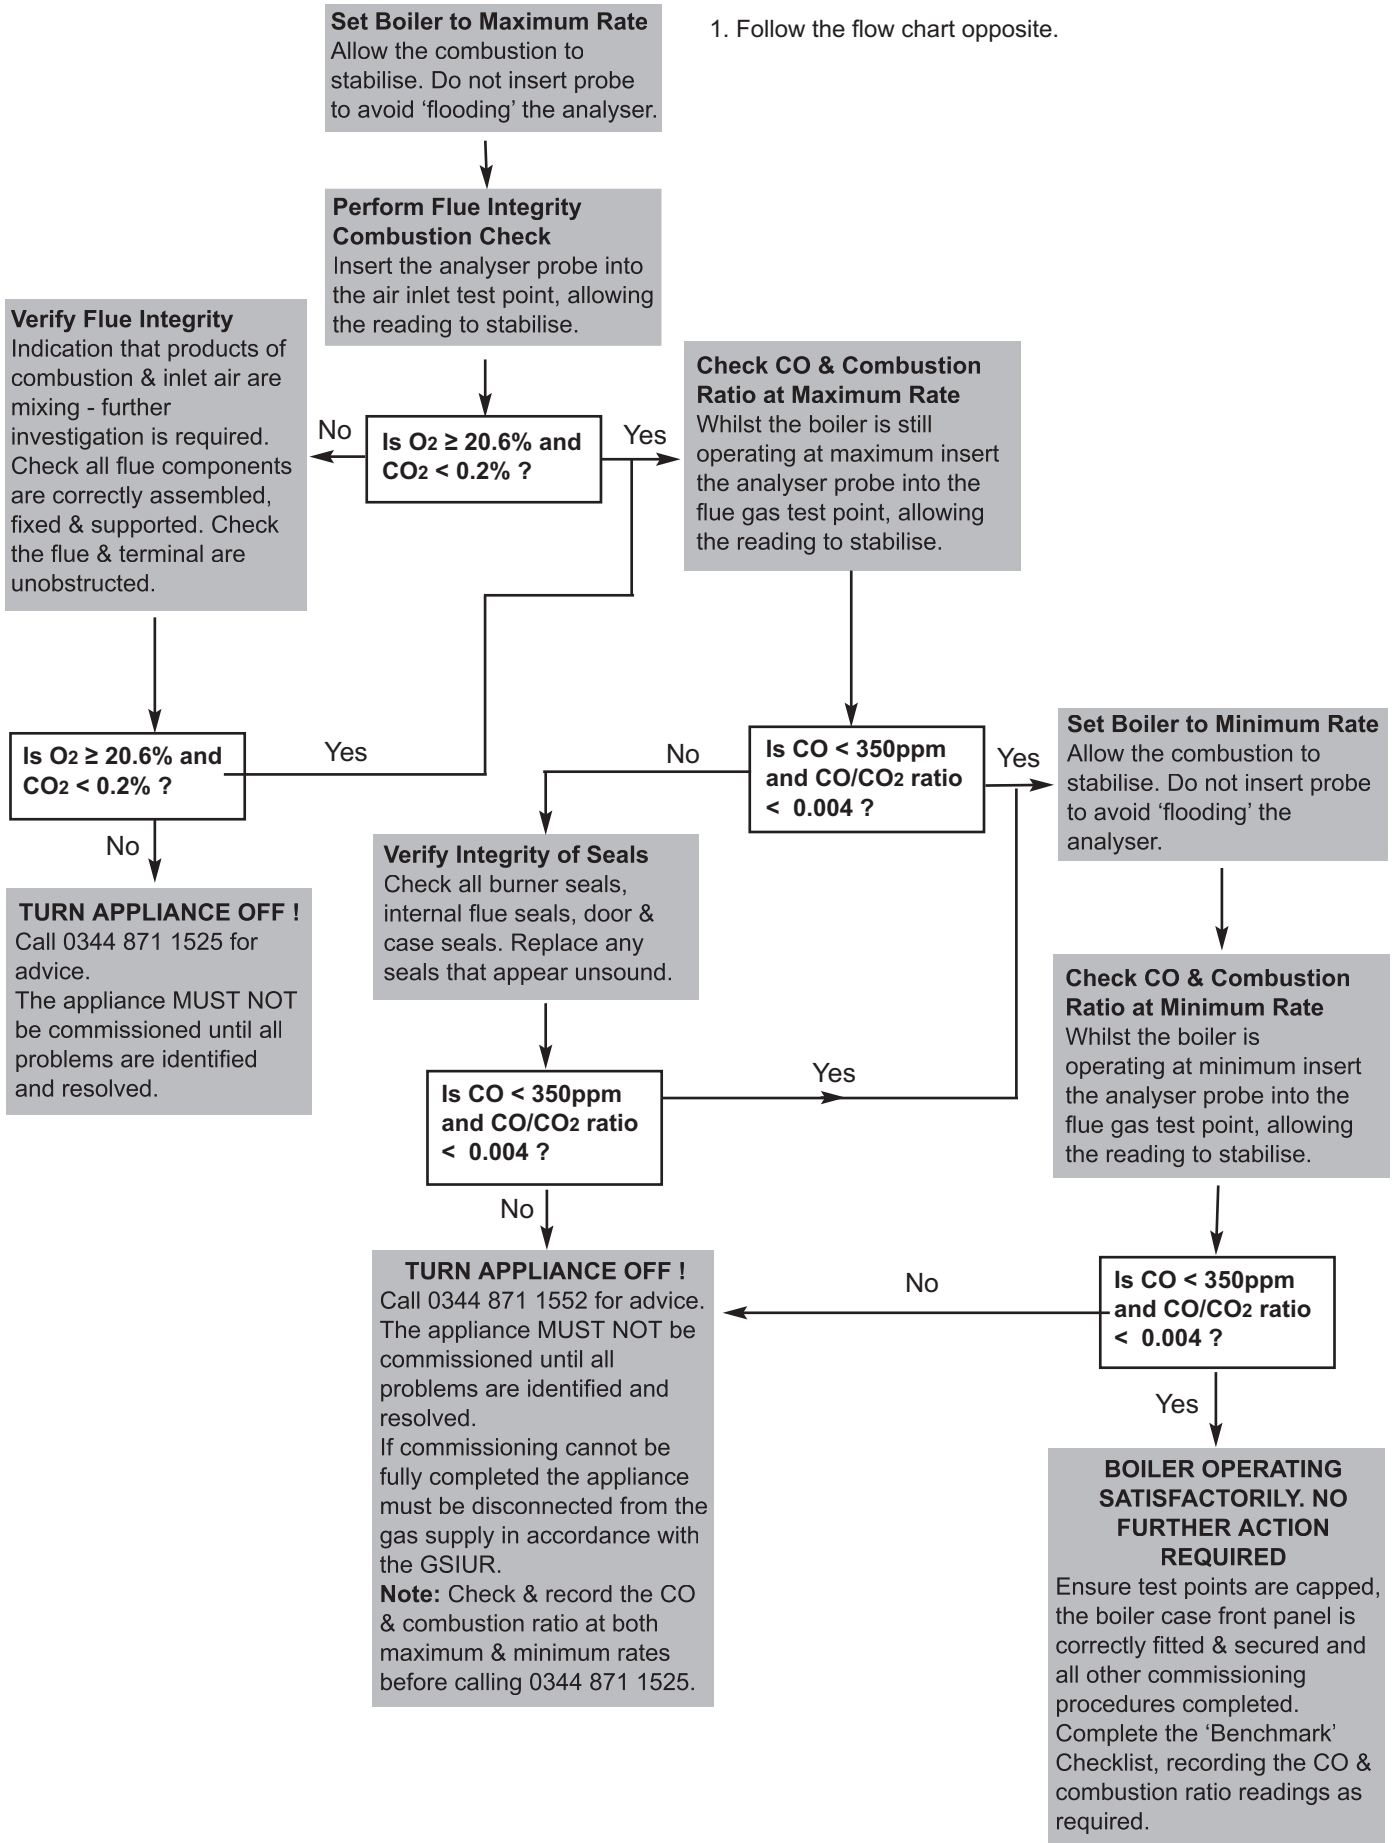 Set Boiler to Maximum Rate
Allow the combustion to
stabilise. Do not insert probe
to avoid ‘flooding’ the analyser.
1. Follow the flow chart opposite.
Perform Flue Integrity
Combustion Check
Insert the analyser probe into
the air inlet test point, allowing
the reading to stabilise.
Verify Flue Integrity
Indication that products of
combustion & inlet air are
mixing - further
investigation is required.
Check all flue components
are correctly assembled,
fixed & supported. Check
the flue & terminal are
unobstructed.
No
Is O2 ≥ 20.6% and
CO2 < 0.2% ?
Yes
Check CO & Combustion
Ratio at Maximum Rate
Whilst the boiler is still
operating at maximum insert
the analyser probe into the
flue gas test point, allowing
the reading to stabilise.
Is O2 ≥ 20.6% and
CO2 < 0.2% ?
Yes
No
TURN APPLIANCE OFF !
Call 0344 871 1525 for
advice.
The appliance MUST NOT
be commissioned until all
problems are identified
and resolved.
No
Is CO < 350ppm
and CO/CO2 ratio
< 0.004 ?
Yes
Set Boiler to Minimum Rate
Allow the combustion to
stabilise. Do not insert probe
to avoid ‘flooding’ the
analyser.
Verify Integrity of Seals
Check all burner seals,
internal flue seals, door &
case seals. Replace any
seals that appear unsound.
Check CO & Combustion
Ratio at Minimum Rate
Whilst the boiler is
operating at minimum insert
the analyser probe into the
flue gas test point, allowing
the reading to stabilise.
Is CO < 350ppm
and CO/CO2 ratio
< 0.004 ?
Yes
No
TURN APPLIANCE OFF !
Call 0344 871 1552 for advice.
The appliance MUST NOT be
commissioned until all
problems are identified and
resolved.
If commissioning cannot be
fully completed the appliance
must be disconnected from the
gas supply in accordance with
the GSIUR.
Note: Check & record the CO
& combustion ratio at both
maximum & minimum rates
before calling 0344 871 1525.
No
Is CO < 350ppm
and CO/CO2 ratio
< 0.004 ?
Yes
BOILER OPERATING
SATISFACTORILY. NO
FURTHER ACTION
REQUIRED
Ensure test points are capped,
the boiler case front panel is
correctly fitted & secured and
all other commissioning
procedures completed.
Complete the ‘Benchmark’
Checklist, recording the CO &
combustion ratio readings as
required.